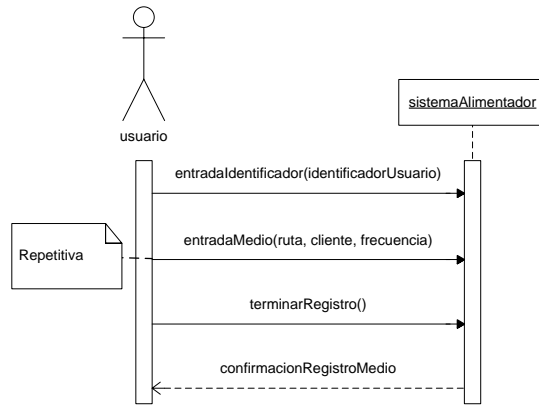 sistemaAlimentador
usuario
entradaIdentificador(identificadorUsuario)
entradaMedio(ruta, cliente, frecuencia)
Repetitiva
terminarRegistro()
confirmacionRegistroMedio